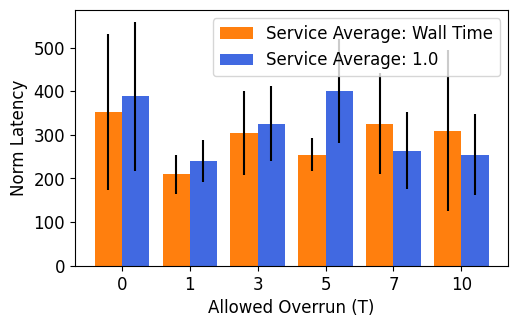 Service Average: Wall Time
Service Average: 1.0
Norm Latency
500
400
300
200
100
0
0 1 3 5 7 10
Allowed Overrun (T)